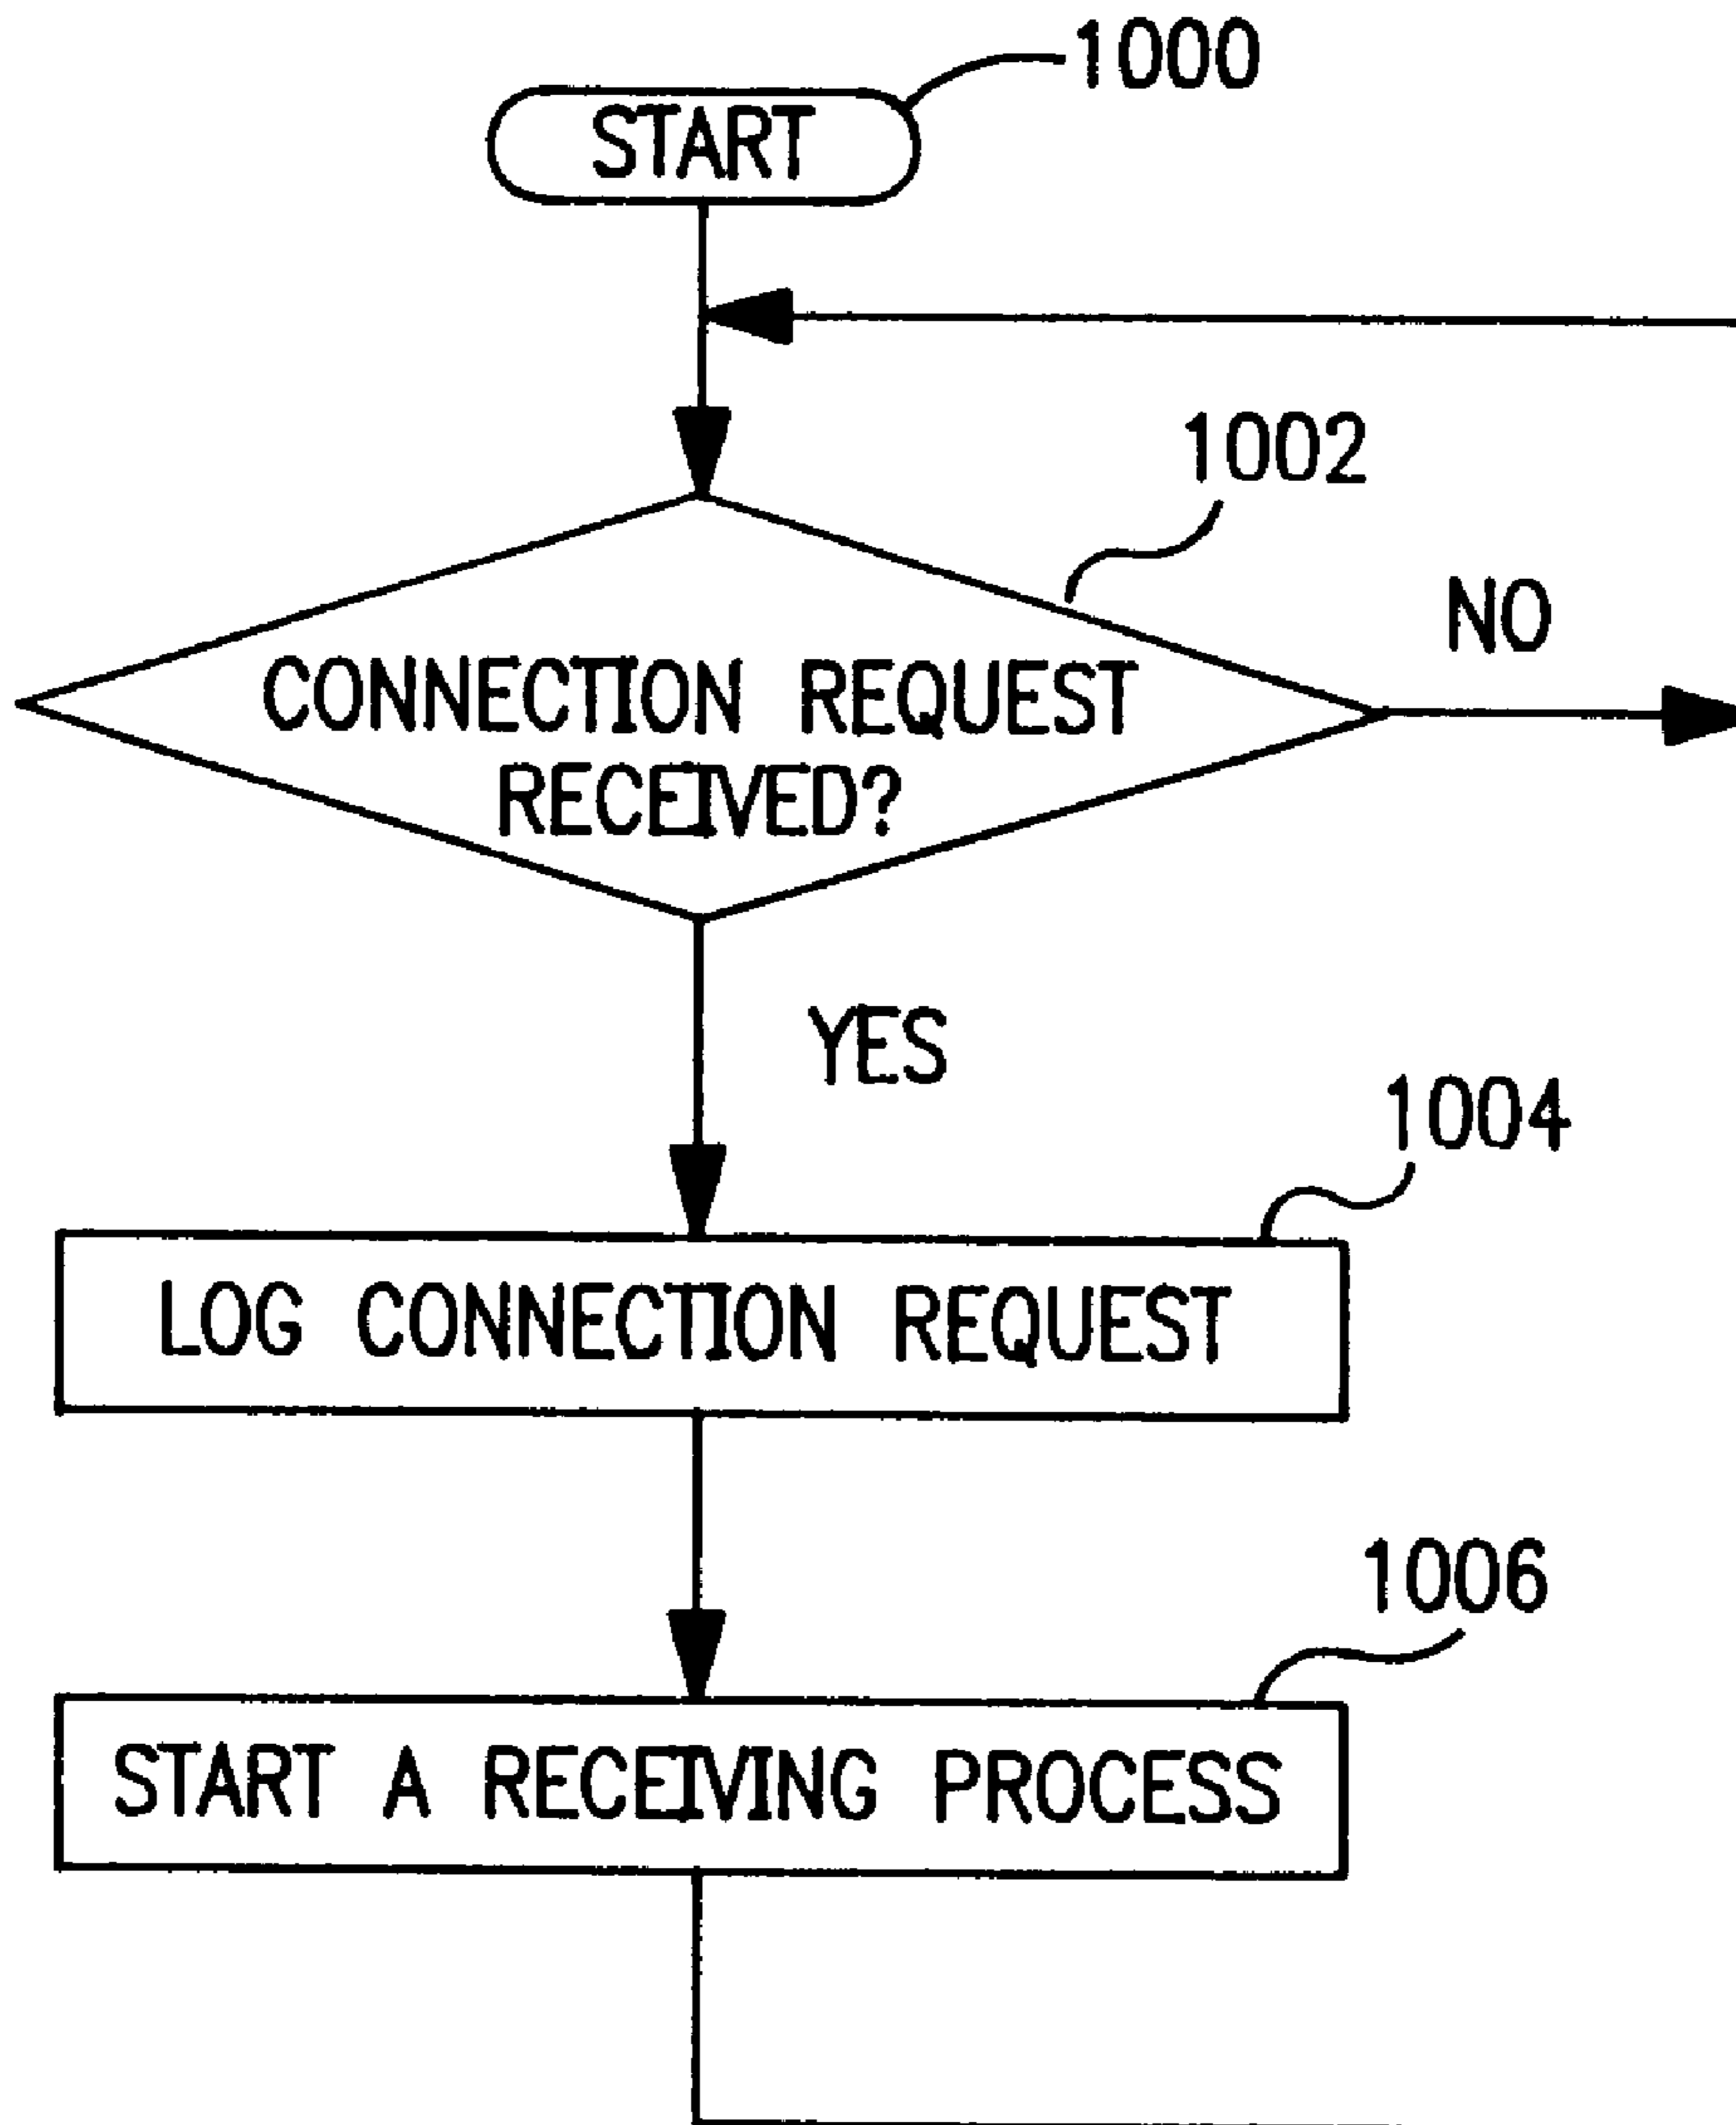 1000
START
1002
NO
CONNECTION REQUEST
RECEIVED?
YES
1004
LOG CONNECTION REQUEST
1006
START A RECEIVING PROCESS